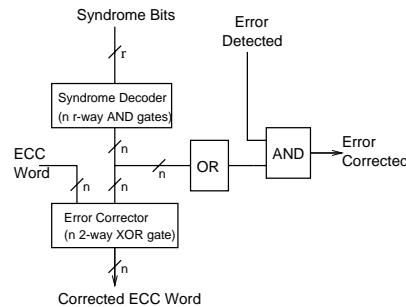 Syndrome Bits
r
Error
Detected
Syndrome Decoder
(n r-way AND gates)
n
ECC
Word
n
n
n
OR
AND
Error
Corrected
Error Corrector
(n 2-way XOR gate)
n
Corrected ECC Word